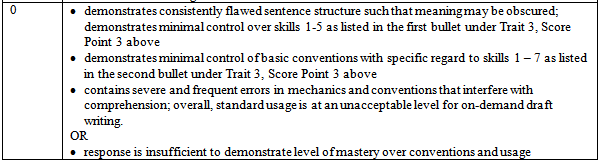 0
• demonstrates consistently flawed sentence structure such that meaning may be obscured;
demonstrates minimal control over skills 1-5 as listed in the first bullet under Trait 3, Score
Point 3 above
• demonstrates minimal control of basic conventions with specific regard to skills 1 – 7 as listed
in the second bullet under Trait 3, Score Point 3 above
• contains severe and frequent errors in mechanics and conventions that interfere with
comprehension; overall, standard usage is at an unacceptable level for on-demand draft
writing.
OR
• response is insufficient to demonstrate level of mastery over conventions and usage